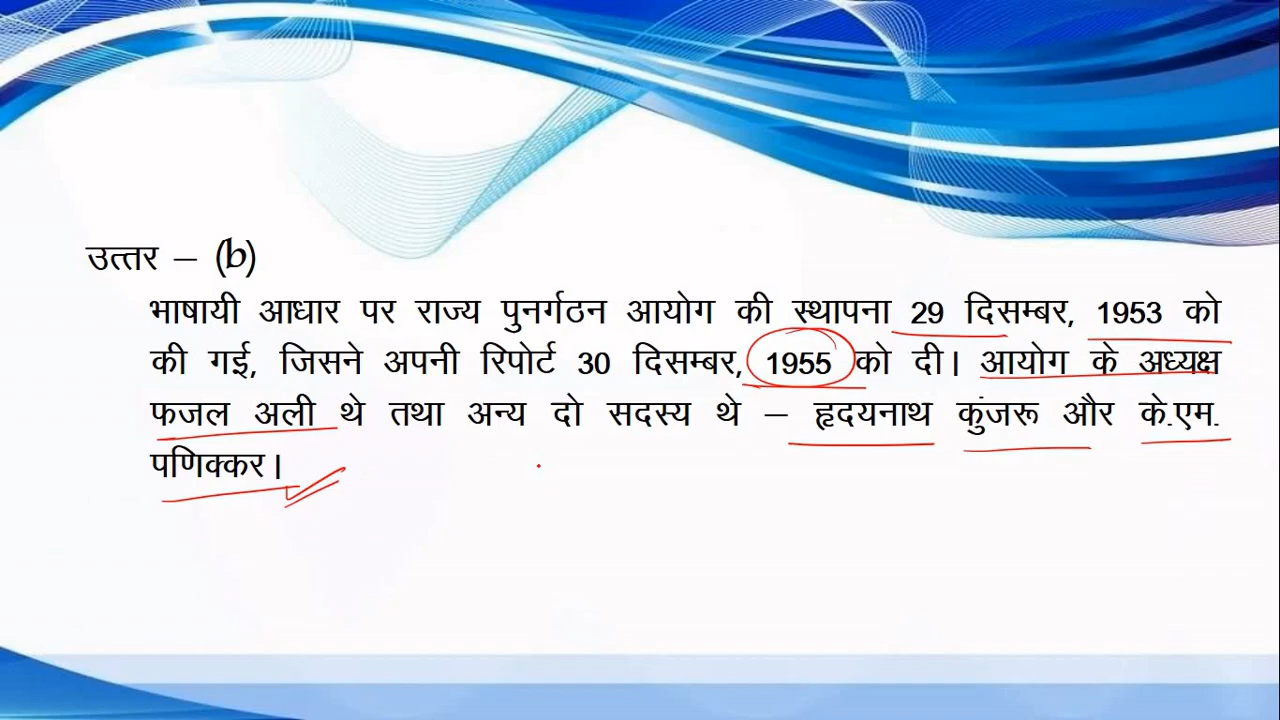 उत्तर – (b)
भाषायी आधार पर राज्य पुनर्गठन आयोग की स्थापना 29 दिसम्बर, 1953 को
की गई, जिसने अपनी रिपोर्ट 30 दिसम्बर, 1955 को दी। आयोग के अध्यक्ष
फजल अली थे तथा अन्य दो सदस्य थे – हृदयनाथ कुंजरू और के.एम.
पणिक्कर।